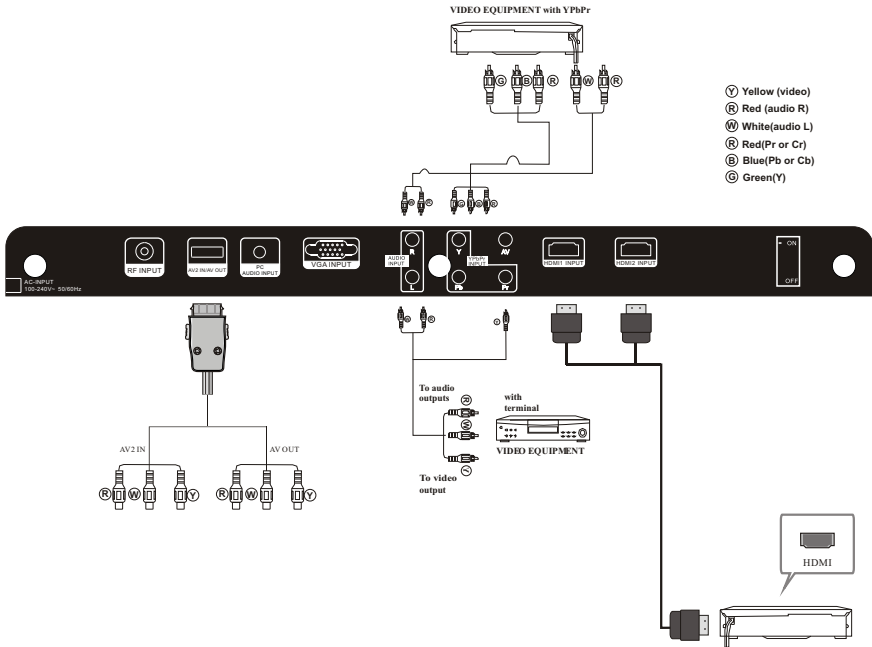 VIDEO EQUIPMENT with YPbPr
G B R W R
Y Yellow (video)
R Red (audio R)
W White(audio L)
R Red(Pr or Cr)
B Blue(Pb or Cb)
G Green(Y)
W R
G B R
RF INPUT
AV2 IN/AV OUT
PC
AUDIO INPUT
VGA INPUT
AUDIO
INPUT
R
L
Y
YPbPr
INPUT
Pb
Pr
AV
HDMI1 INPUT
HDMI2 INPUT
ON
OFF
AC-INPUT
100-240V~ 50/60Hz
W R
Y
To audio
outputs
R
W
Y
with
terminal
VIDEO EQUIPMENT
To video
output
AV2 IN
AV OUT
R W Y
R W Y
HDMI